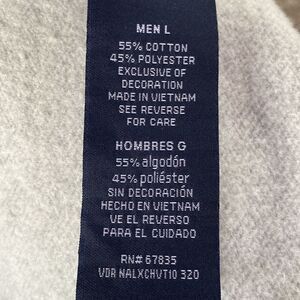 MEN L
55% COTTON
45% POLYESTER
EXCLUSIVE OF
DECORATION
MADE IN VIETNAM
SEE REVERSE
FOR CARE
HOMBRES G
55% algodón
45% poliéster
SIN DECORACIÓN
HECHO EN VIETNAM
VE EL REVERSO
PARA EL CUIDADO
RN# 67835
VDR NALXCHVT10 320